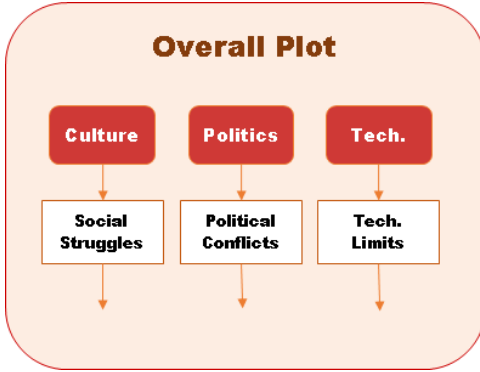 Overall Plot
Culture
Politics
Tech.
Social
Struggles
Political
Conflicts
Tech.
Limits